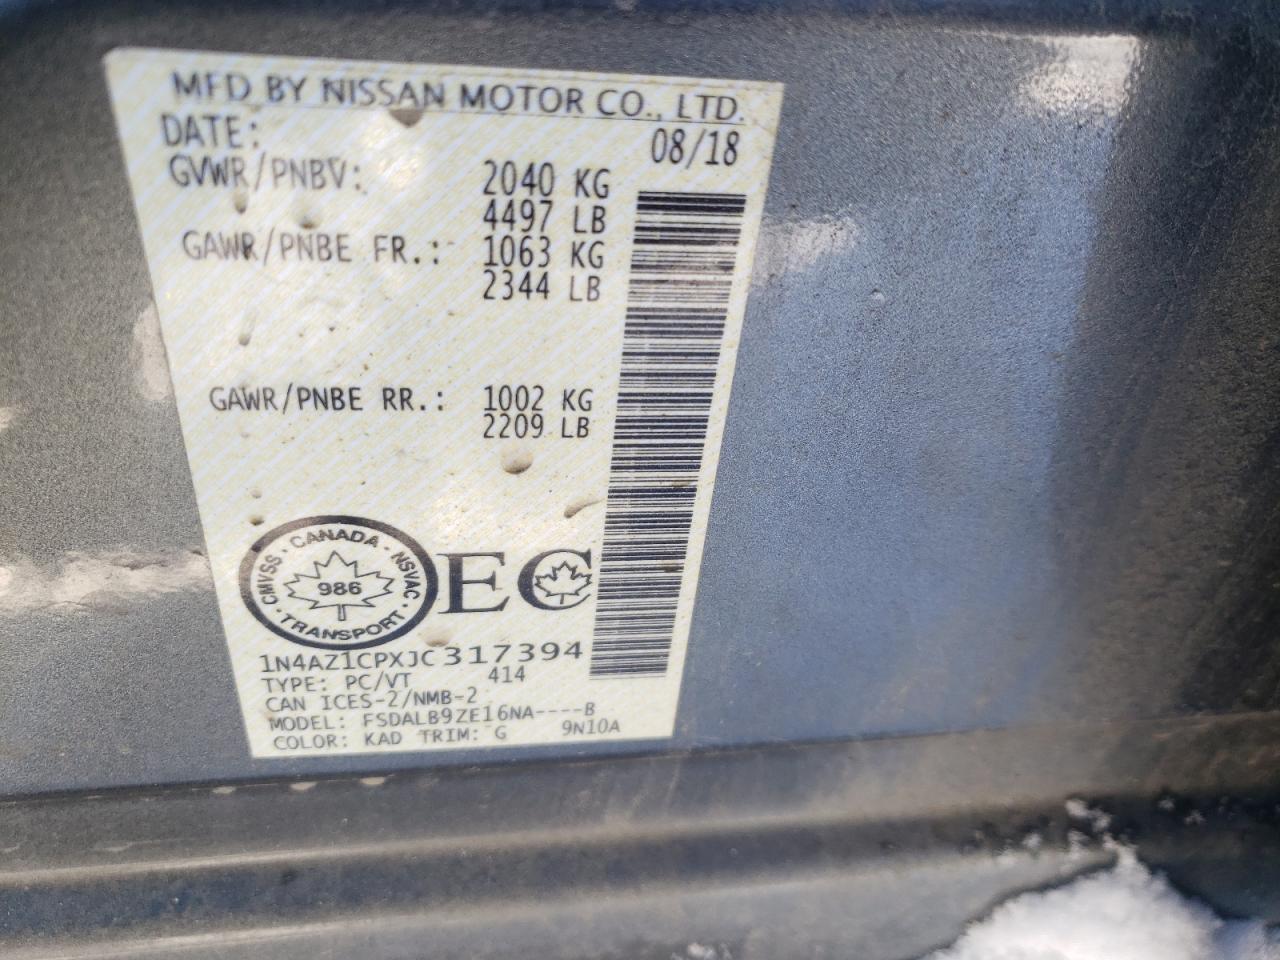 MFD BY NISSAN MOTOR CO., LTD.
DATE: 08/18
GVWR/PNBV: 2040 KG
4497 LB
GAWR/PNBE FR.: 1063 KG
2344 LB
GAWR/PNBE RR.: 1002 KG
2209 LB
CANADA
CMVSS · NSVAC
986
TRANSPORT
EC
1N4AZ1CPXJC317394
TYPE: PC/VT 414
CAN ICES-2/NMB-2
MODEL: FSDALB9ZE16NA----B
COLOR: KAD TRIM: G 9N10A